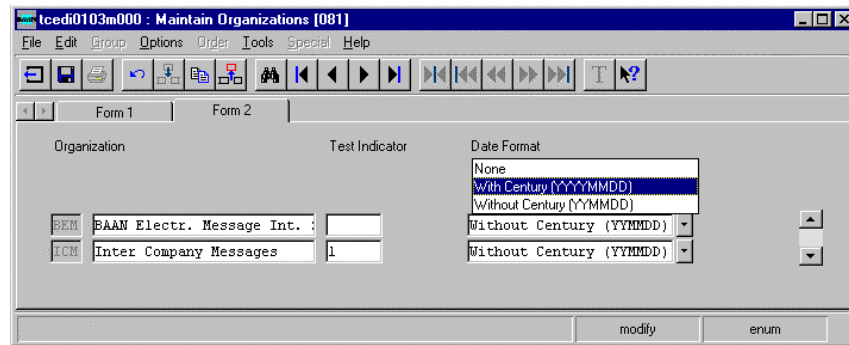 BAAN tcedi0103m000 : Maintain Organizations [081]
File Edit Group Options Order Tools Special Help
T ?
Form 1 Form 2
Organization Test Indicator Date Format
None
With Century (YYYYMMDD)
Without Century (YYMMDD)
BEM BAAN Electr. Message Int. Without Century (YYMMDD)
ICM Inter Company Messages 1 Without Century (YYMMDD)
modify enum